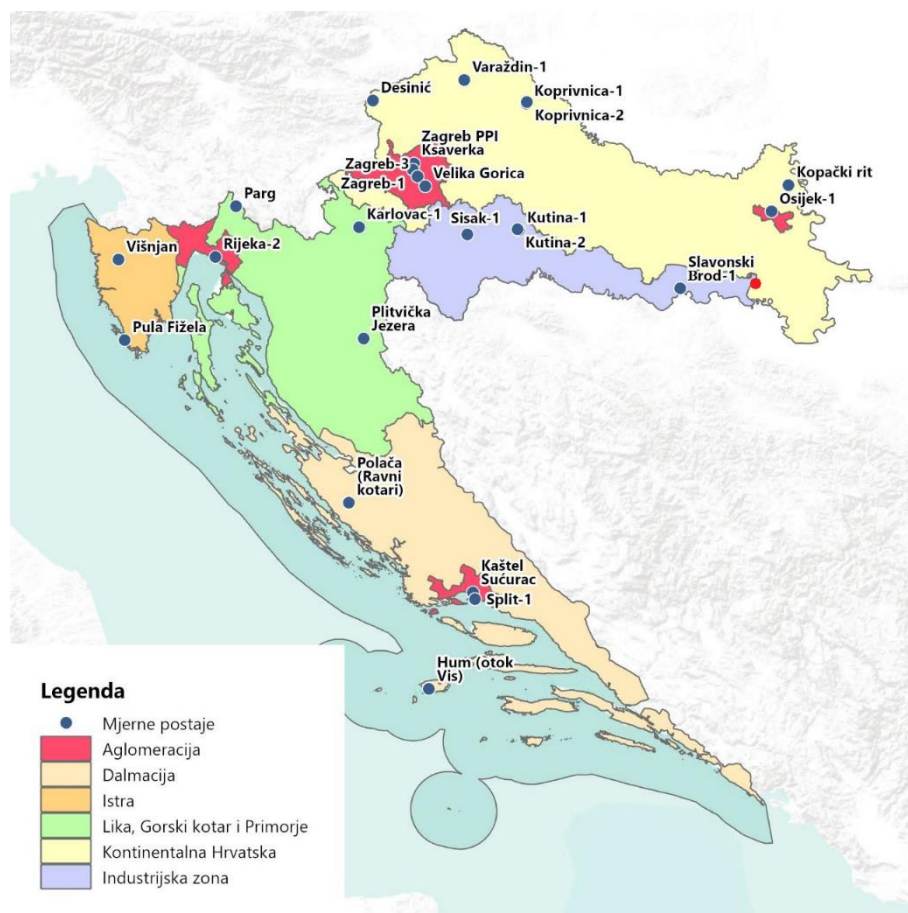 Varaždin-1
Desinić
Koprivnica-1
Koprivnica-2
Zagreb PPI
Ksaverka
Zagreb-3
Zagreb-1
Velika Gorica
Kopački rit
Osijek-1
Parg
Karlovac-1
Sisak-1
Kutina-1
Kutina-2
Višnjan
Rijeka-2
Slavonski
Brod-1
Pula Fižela
Plitvička
Jezera
Polača
(Ravni
kotari)
Kaštel
Sućurac
Split-1
Hum (otok
Vis)
Legenda
Mjerne postaje
Aglomeracija
Dalmacija
Istra
Lika, Gorski kotar i Primorje
Kontinentalna Hrvatska
Industrijska zona